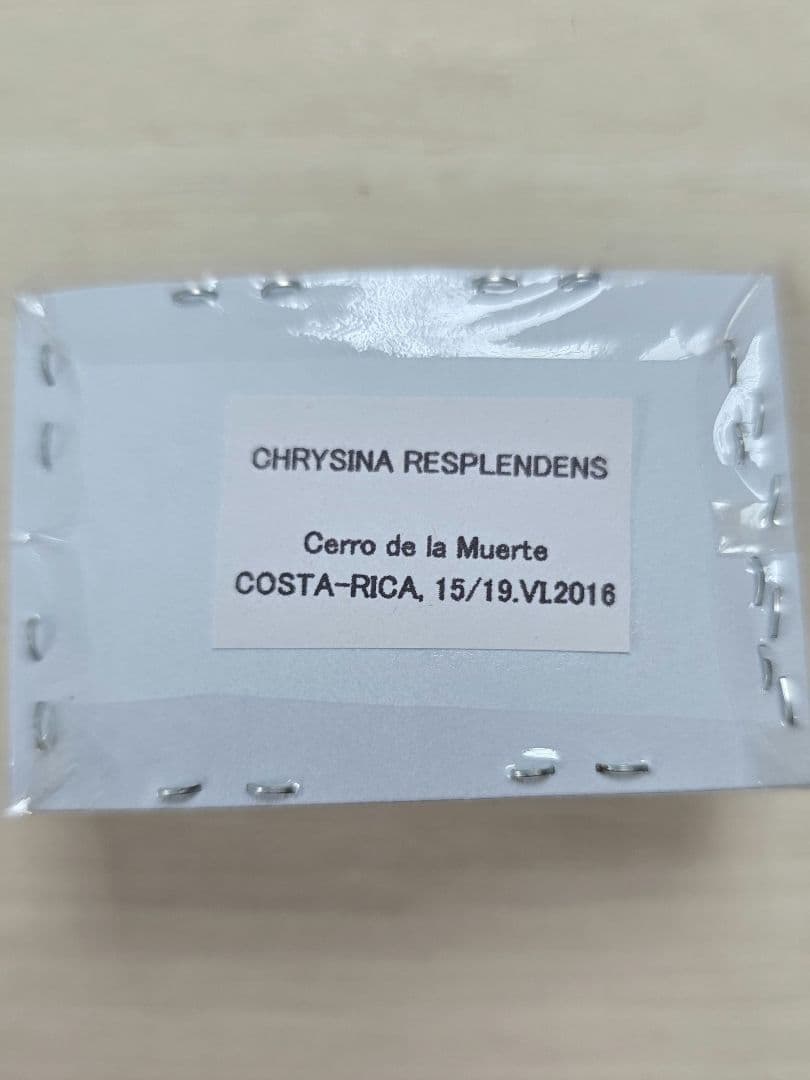 CHRYSINA RESPLENDENS
Cerro de la Muerte
COSTA-RICA, 15/19.VI.2016